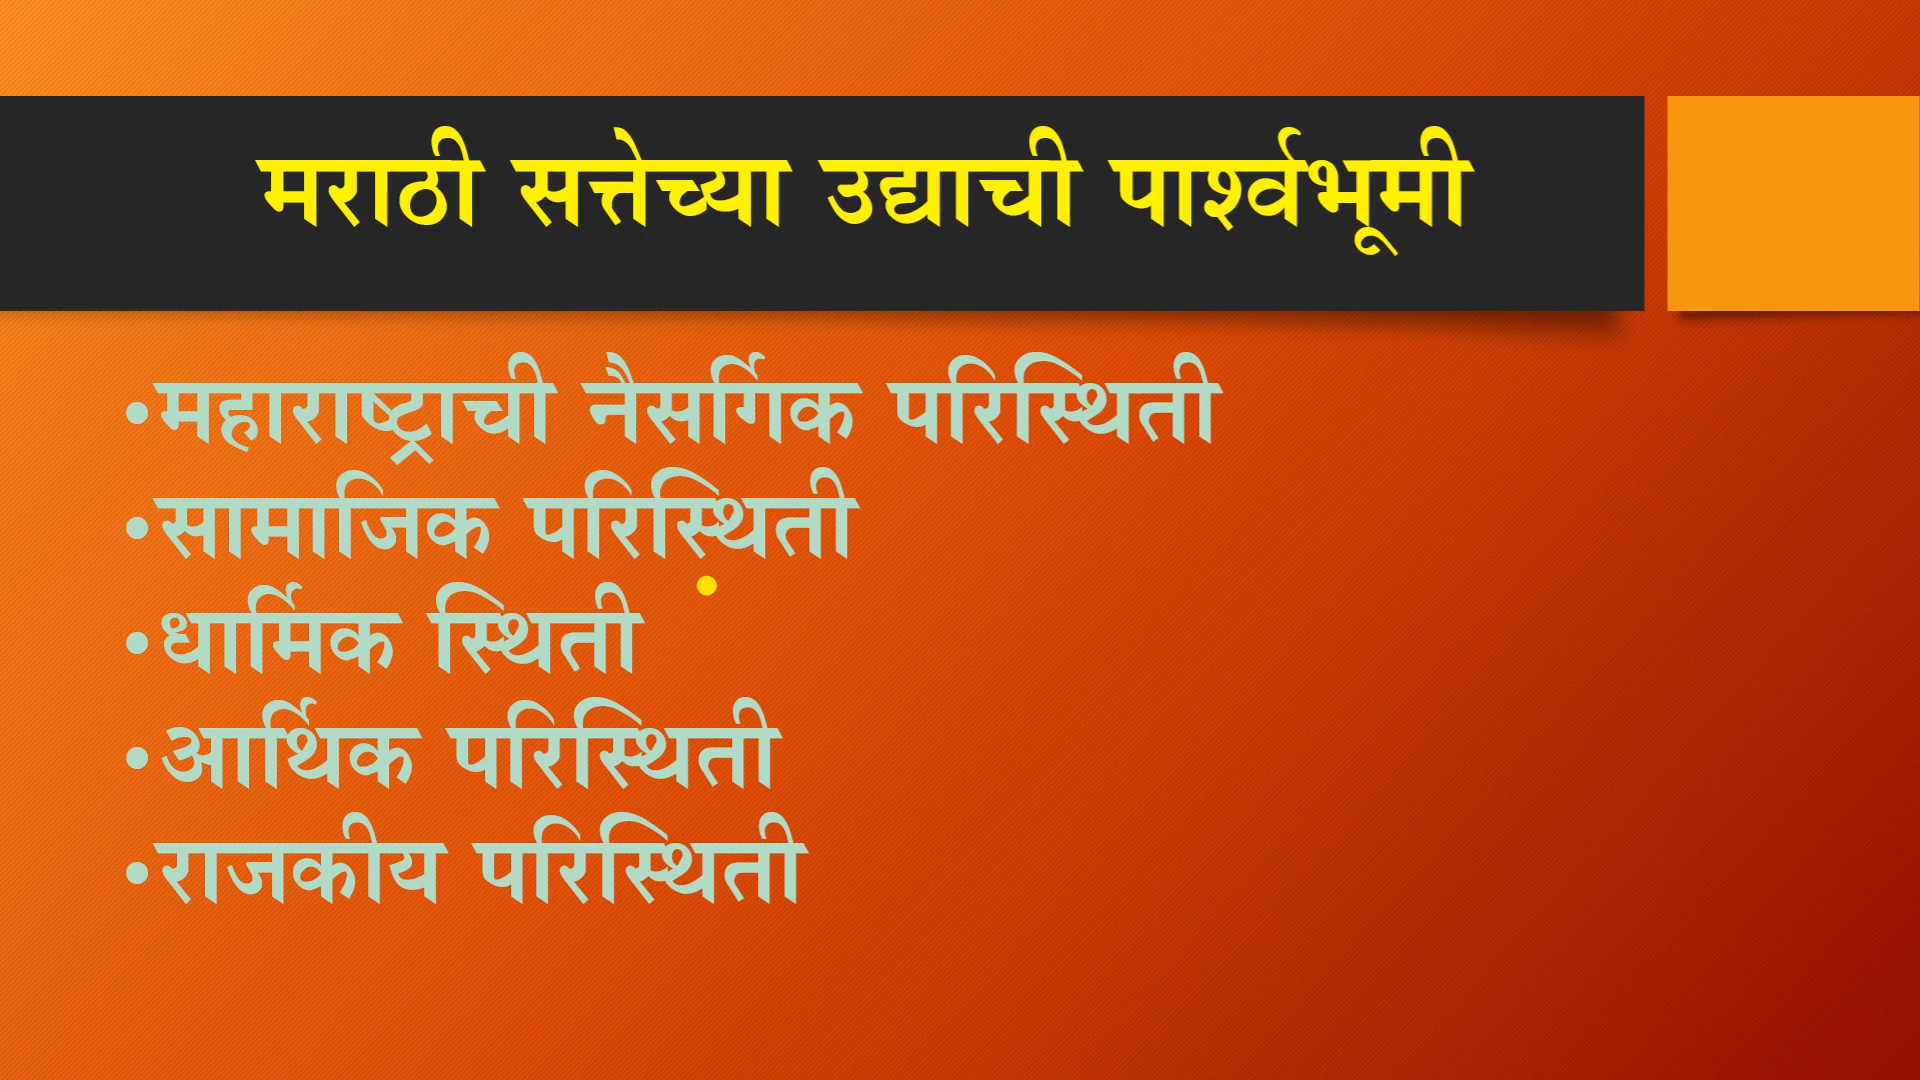 मराठी सत्तेच्या उद्याची पार्श्वभूमी
•महाराष्ट्राची नैसर्गिक परिस्थिती
•सामाजिक परिस्थिती
•धार्मिक स्थिती
•आर्थिक परिस्थिती
•राजकीय परिस्थिती